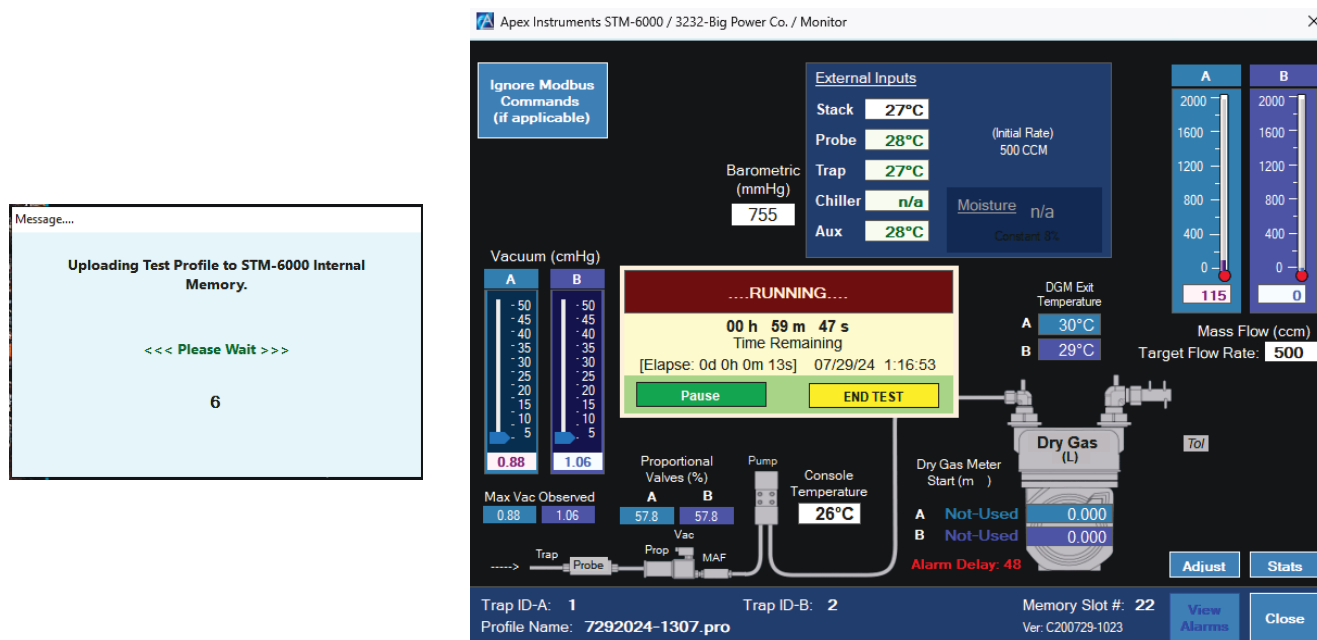 Message....
Uploading Test Profile to STM-6000 Internal
Memory.
<<< Please Wait >>>
6
Apex Instruments STM-6000 / 3232-Big Power Co. / Monitor
Ignore Modbus
Commands
(if applicable)
External Inputs
Stack 27°C
Probe 28°C
Trap 27°C
Chiller n/a
Aux 28°C
(Initial Rate)
500 CCM
Moisture n/a
Constant 8%
Barometric
(mmHg)
755
A B
2000 2000
1600 1600
1200 1200
800 800
400 400
0 0
115 0
Mass Flow (ccm)
Target Flow Rate: 500
Vacuum (cmHg)
A B
50 50
45 45
40 40
35 35
30 30
25 25
20 20
15 15
10 10
5 5
0.88 1.06
Max Vac Observed
0.88 1.06
....RUNNING....
00 h 59 m 47 s
Time Remaining
[Elapse: 0d 0h 0m 13s] 07/29/24 1:16:53
Pause END TEST
DGM Exit
Temperature
A 30°C
B 29°C
Proportional
Valves (%)
A B
57.8 57.8
Pump
Console
Temperature
26°C
Dry Gas
(L)
Tol
Dry Gas Meter
Start (m )
A Not-Used 0.000
B Not-Used 0.000
Alarm Delay: 48
-----> Trap Probe Prop Vac MAF
Adjust Stats
Trap ID-A: 1 Trap ID-B: 2 Memory Slot #: 22
Profile Name: 7292024-1307.pro Ver: C200729-1023
View
Alarms
Close